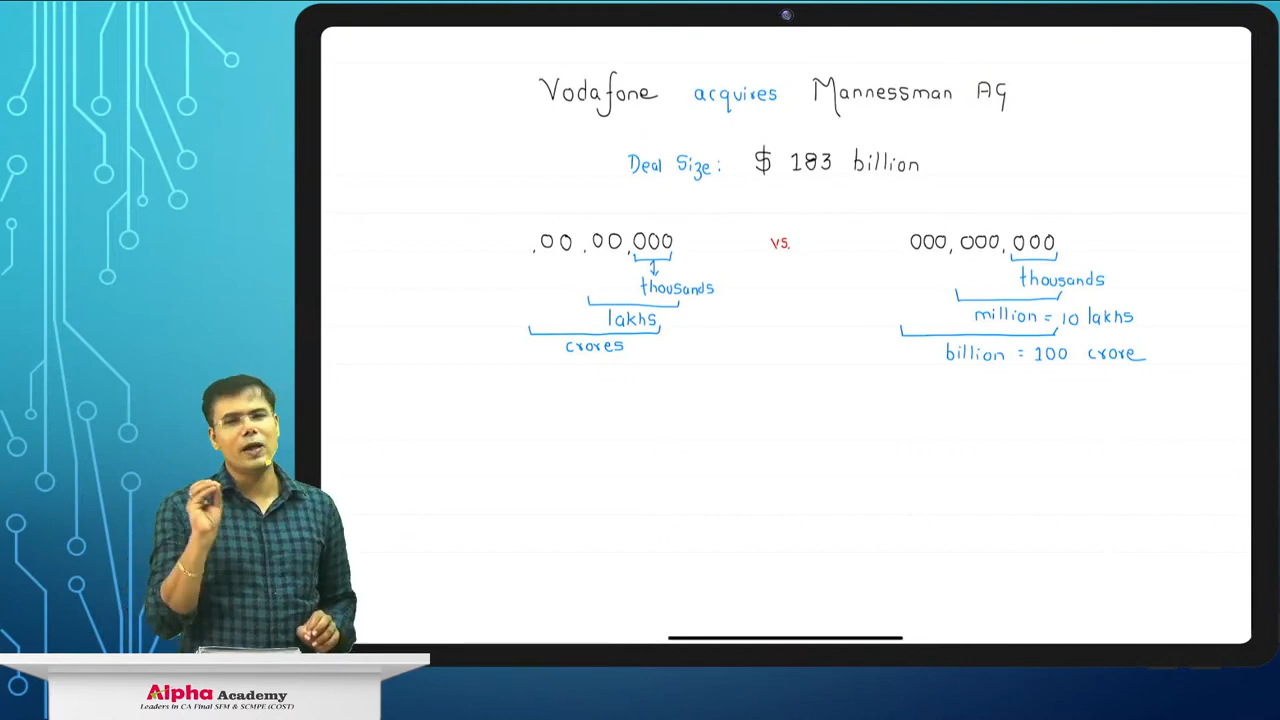 Vodafone acquires Mannessman AG
Deal Size: $ 183 billion
,00,00,000 vs. 000,000,000
thousands
lakhs
crores
thousands
million = 10 lakhs
billion = 100 crore
Alpha Academy
Leaders in CA Final SFM & SCMPE (COST)